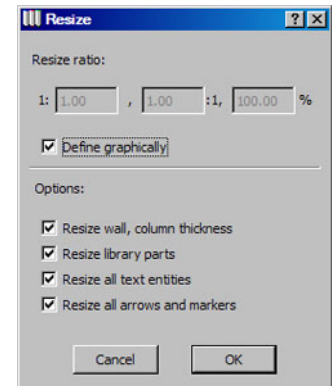 Resize
Resize ratio:
1: 1.00 , 1.00 :1, 100.00 %
Define graphically
Options:
Resize wall, column thickness
Resize library parts
Resize all text entities
Resize all arrows and markers
Cancel OK